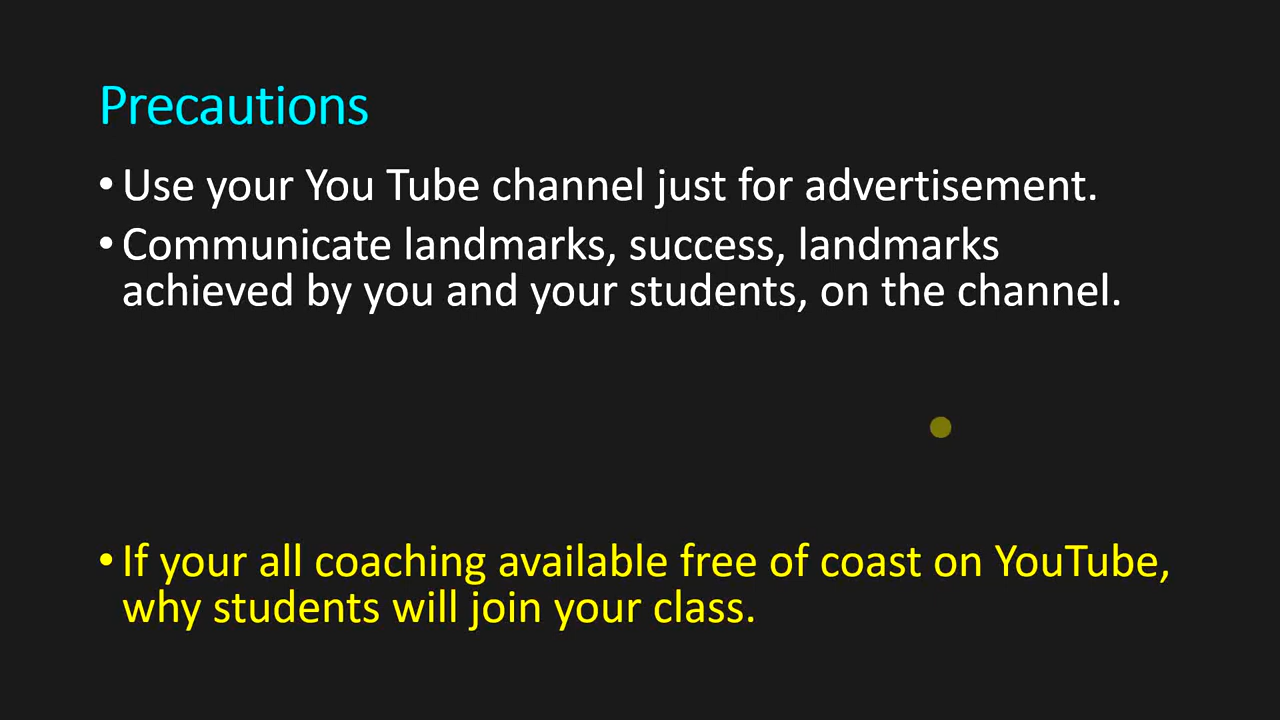 Precautions
• Use your You Tube channel just for advertisement.
• Communicate landmarks, success, landmarks
achieved by you and your students, on the channel.
• If your all coaching available free of coast on YouTube,
why students will join your class.